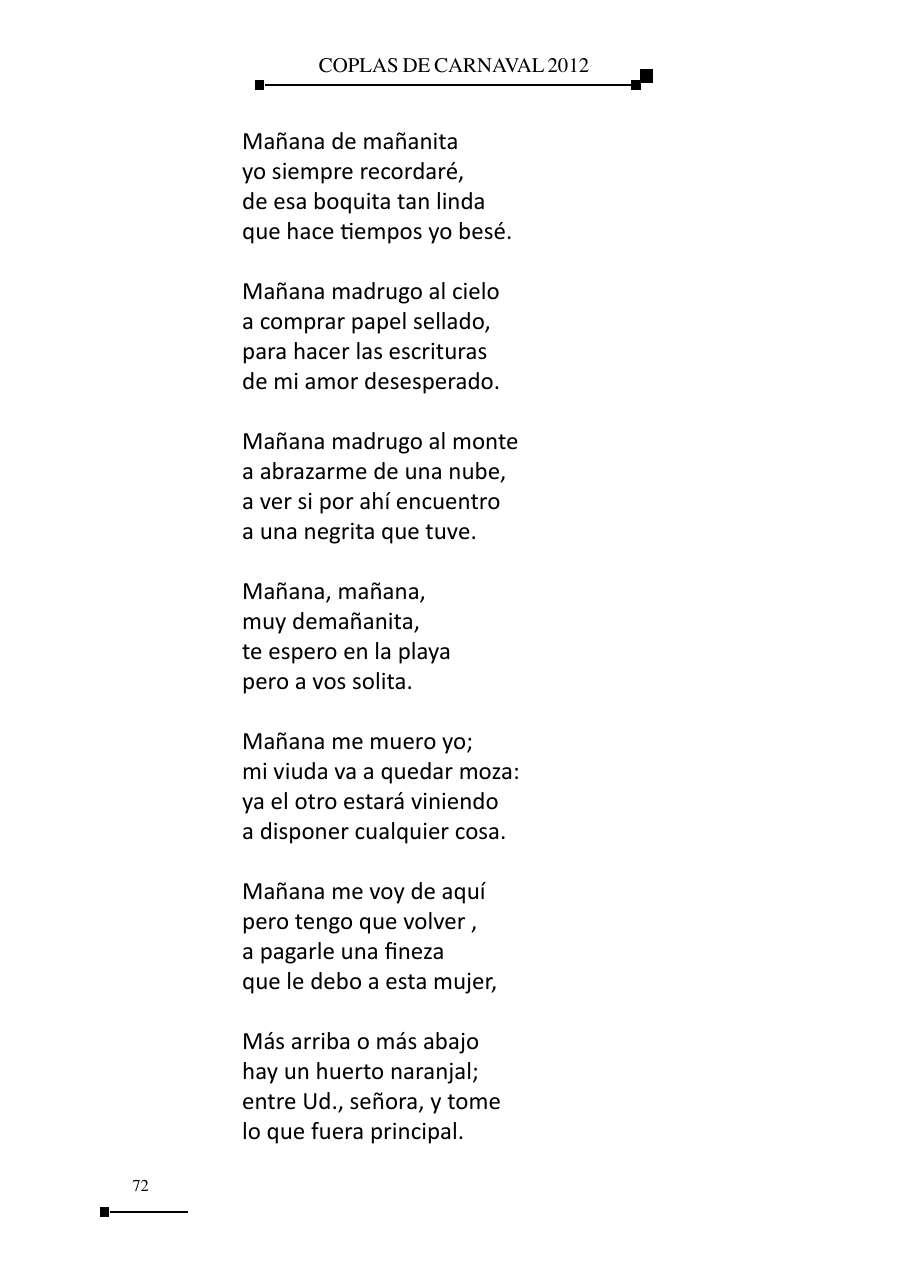 COPLAS DE CARNAVAL 2012
Mañana de mañanita
yo siempre recordaré,
de esa boquita tan linda
que hace tiempos yo besé.
Mañana madrugo al cielo
a comprar papel sellado,
para hacer las escrituras
de mi amor desesperado.
Mañana madrugo al monte
a abrazarme de una nube,
a ver si por ahí encuentro
a una negrita que tuve.
Mañana, mañana,
muy demañanita,
te espero en la playa
pero a vos solita.
Mañana me muero yo;
mi viuda va a quedar moza:
ya el otro estará viniendo
a disponer cualquier cosa.
Mañana me voy de aquí
pero tengo que volver ,
a pagarle una fineza
que le debo a esta mujer,
Más arriba o más abajo
hay un huerto naranjal;
entre Ud., señora, y tome
lo que fuera principal.
72